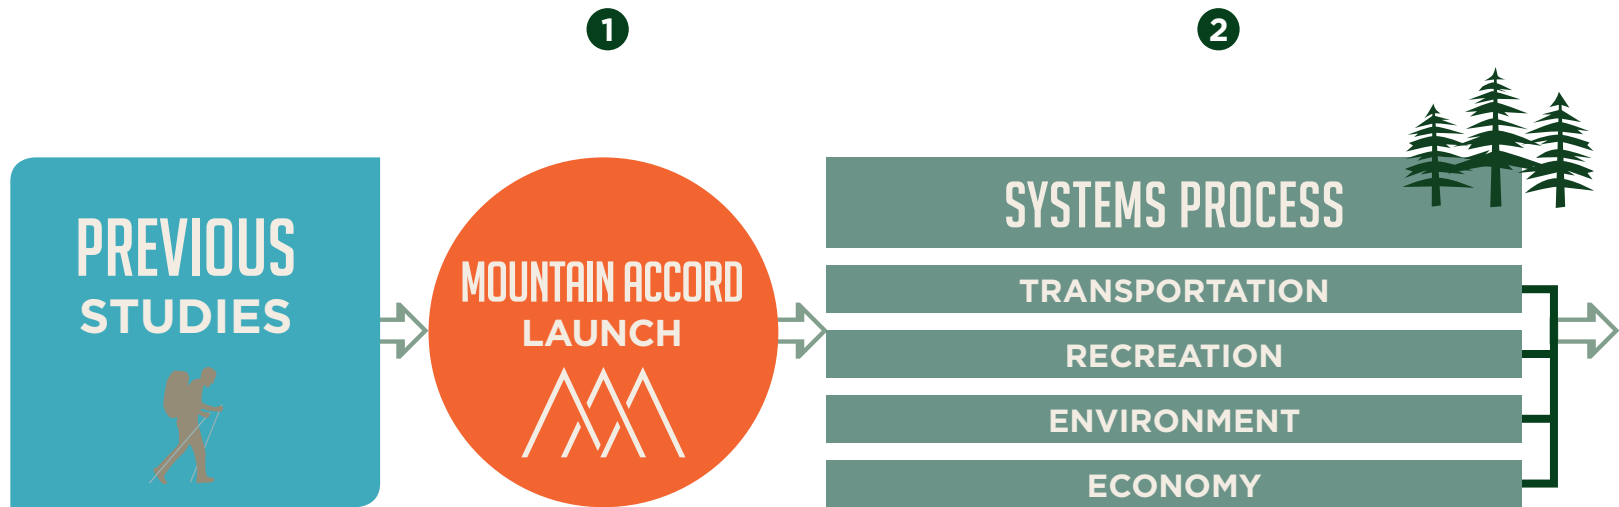 1
2
PREVIOUS
STUDIES
MOUNTAIN ACCORD
LAUNCH
SYSTEMS PROCESS
TRANSPORTATION
RECREATION
ENVIRONMENT
ECONOMY